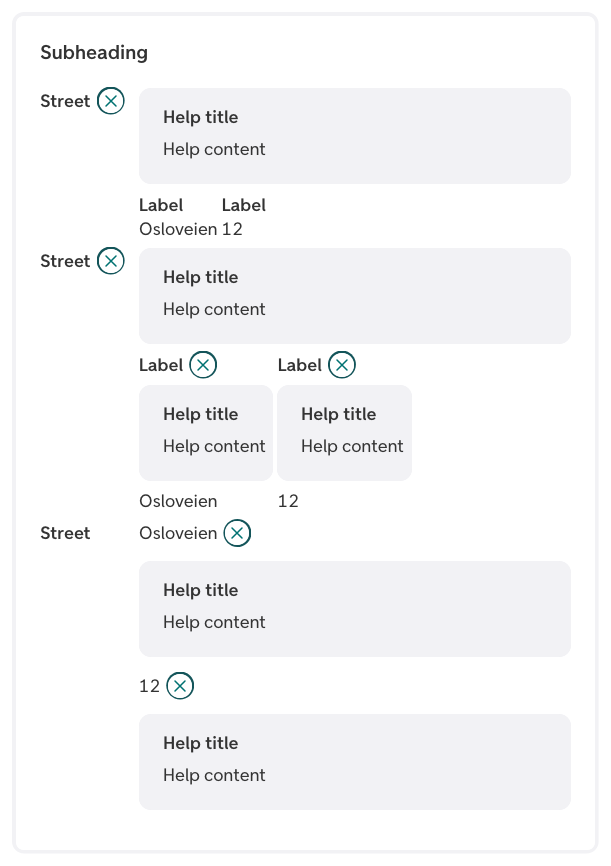 Subheading
Street
Help title
Help content
Label Label
Osloveien 12
Street
Help title
Help content
Label Label
Help title Help title
Help content Help content
Osloveien 12
Street Osloveien
Help title
Help content
12
Help title
Help content